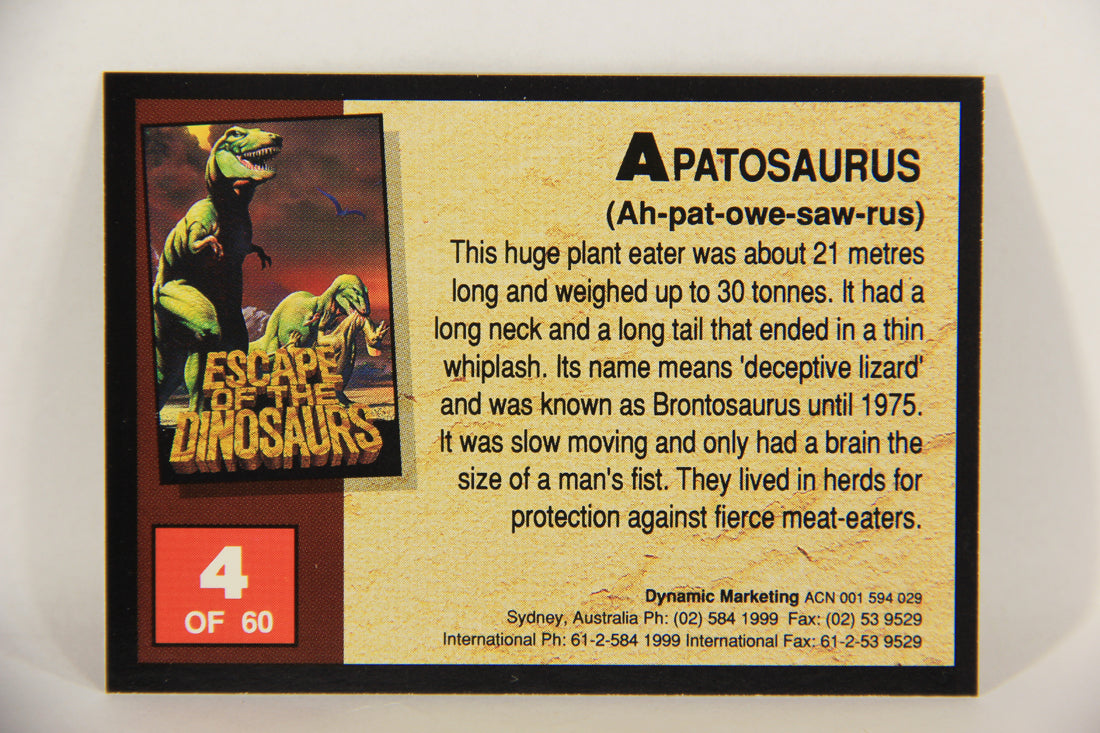 ESCAPE
OF THE
DINOSAURS
4
OF 60
APATOSAURUS
(Ah-pat-owe-saw-rus)
This huge plant eater was about 21 metres
long and weighed up to 30 tonnes. It had a
long neck and a long tail that ended in a thin
whiplash. Its name means 'deceptive lizard'
and was known as Brontosaurus until 1975.
It was slow moving and only had a brain the
size of a man's fist. They lived in herds for
protection against fierce meat-eaters.
Dynamic Marketing ACN 001 594 029
Sydney, Australia Ph: (02) 584 1999 Fax: (02) 53 9529
International Ph: 61-2-584 1999 International Fax: 61-2-53 9529